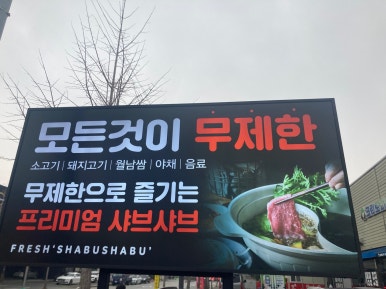 모든것이 무제한
소고기 | 돼지고기 | 월남쌈 | 야채 | 음료
무제한으로 즐기는
프리미엄 샤브샤브
FRESH'SHABUSHABU'